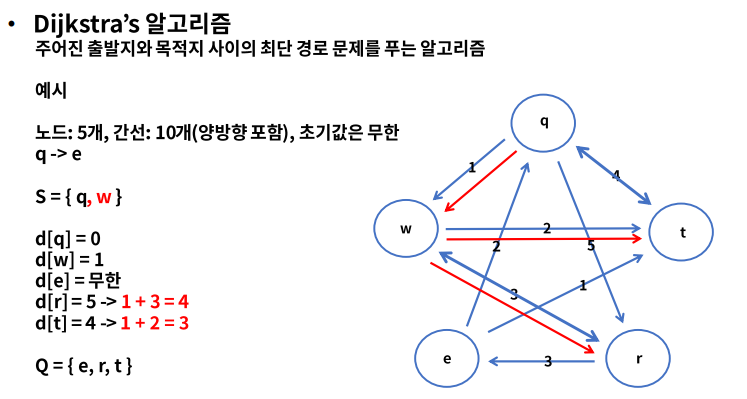 • Dijkstra's 알고리즘
주어진 출발지와 목적지 사이의 최단 경로 문제를 푸는 알고리즘
예시
노드: 5개, 간선: 10개(양방향 포함), 초기값은 무한
q -> e
S = { q, w }
d[q] = 0
d[w] = 1
d[e] = 무한
d[r] = 5 -> 1 + 3 = 4
d[t] = 4 -> 1 + 2 = 3
Q = { e, r, t }
q
1
4
w
2
t
2
5
3
1
e
3
r